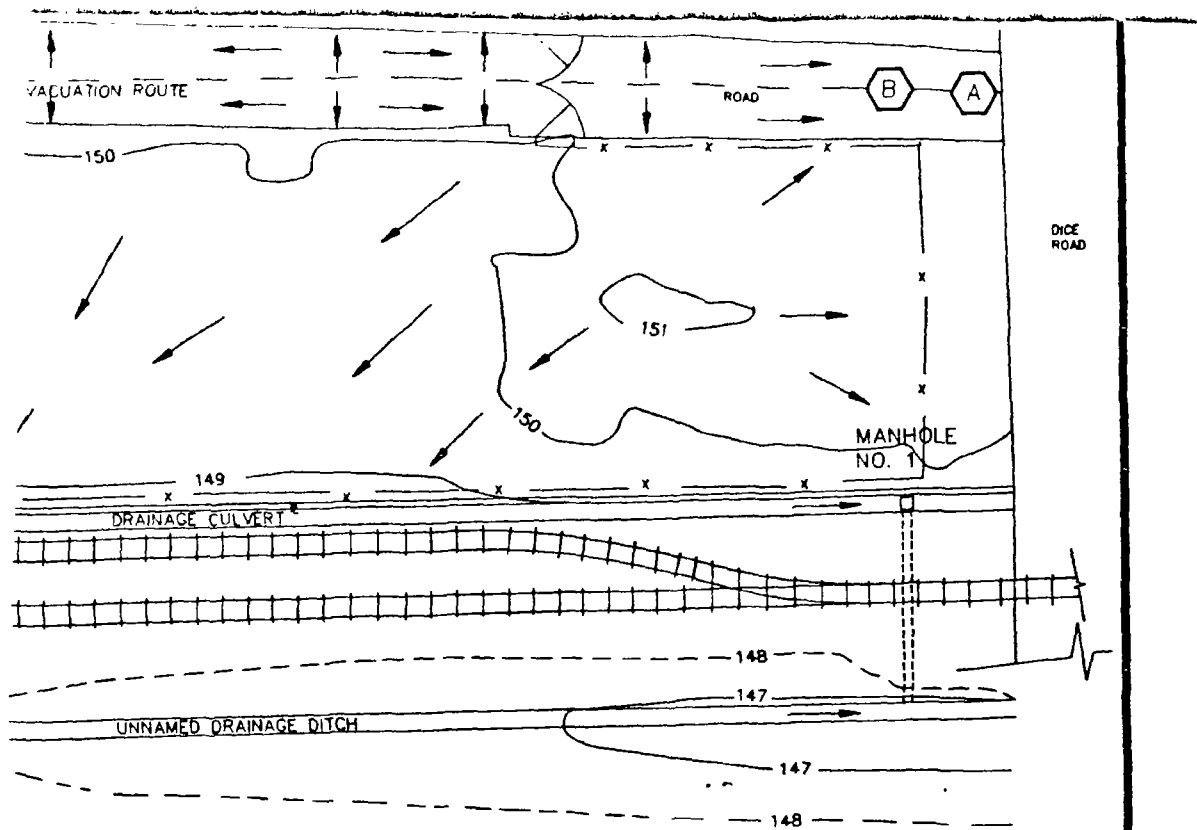 VACUATION ROUTE
ROAD
B
A
150
DICE
ROAD
151
150
MANHOLE
NO. 1
149
DRAINAGE CULVERT
148
147
UNNAMED DRAINAGE DITCH
147
148